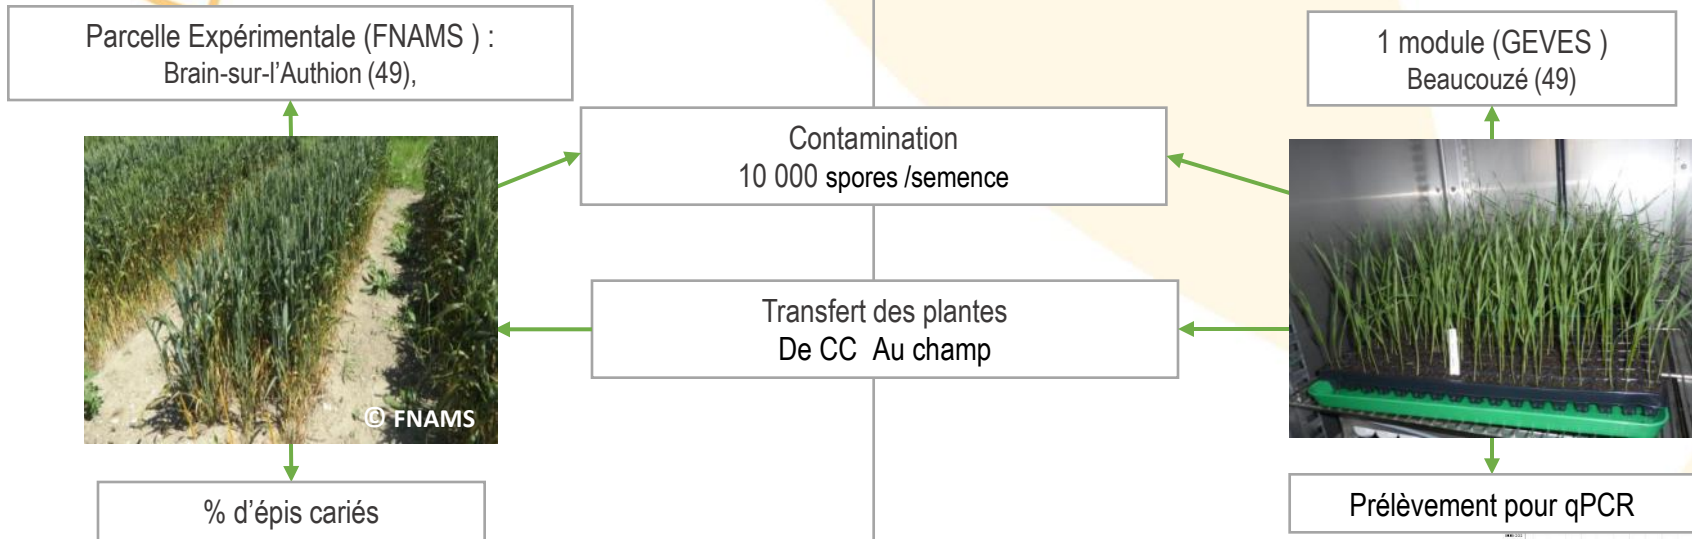 Parcelle Expérimentale (FNAMS ) :
Brain-sur-l'Authion (49),
1 module (GEVES )
Beaucouzé (49)
Contamination
10 000 spores /semence
Transfert des plantes
De CC Au champ
© FNAMS
% d'épis cariés
Prélèvement pour qPCR